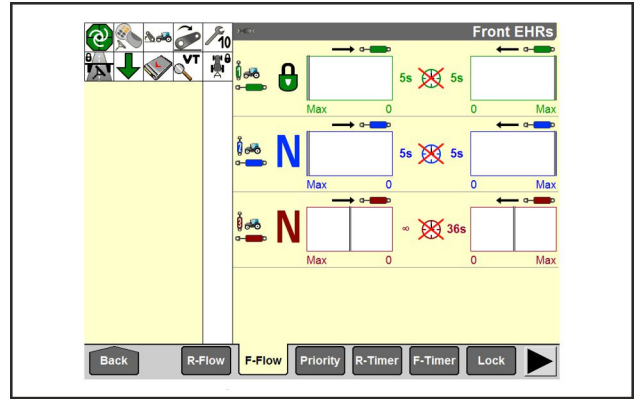 Front EHRs
10
VT
5s 5s
Max 0 0 Max
N 5s 5s
Max 0 0 Max
N ∞ 36s
Max 0 0 Max
Back R-Flow F-Flow Priority R-Timer F-Timer Lock